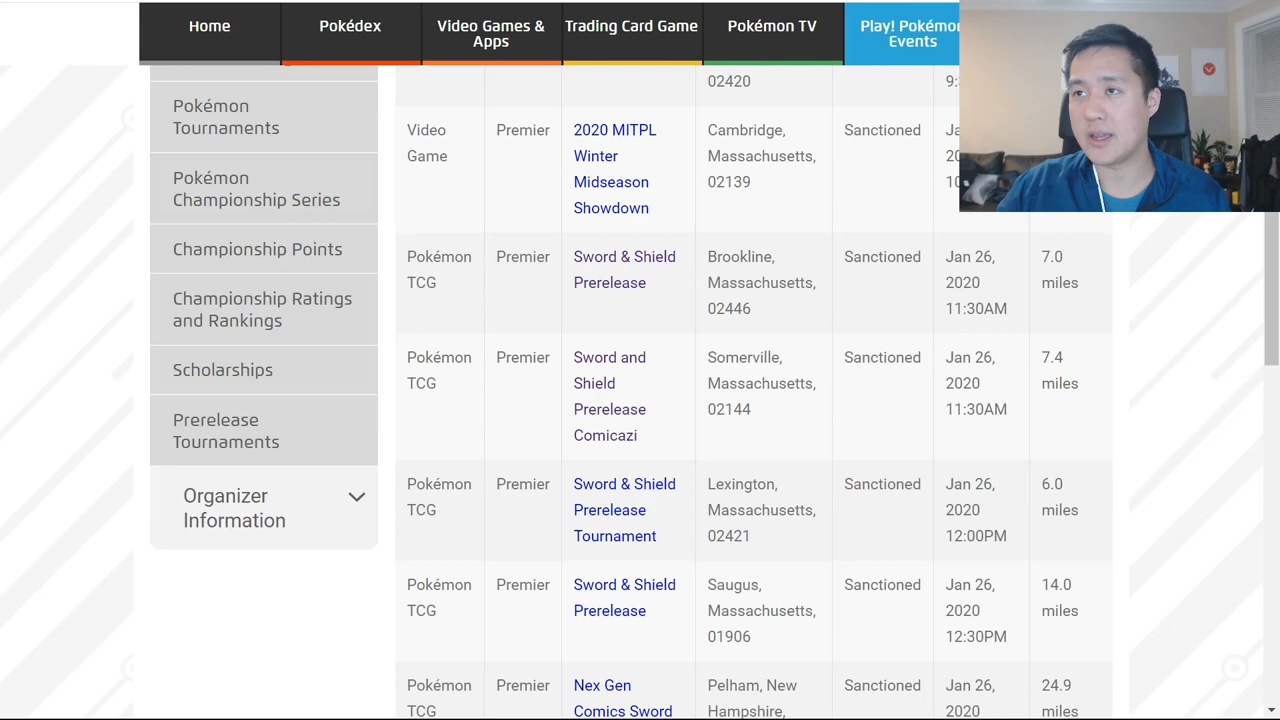 Home
Pokédex
Video Games &
Apps
Trading Card Game
Pokémon TV
Play! Pokémon
Events
Pokémon
Tournaments
Pokémon
Championship Series
Championship Points
Championship Ratings
and Rankings
Scholarships
Prerelease
Tournaments
Organizer
Information
02420
Video
Game
Premier
2020 MITPL
Winter
Midseason
Showdown
Cambridge,
Massachusetts,
02139
Sanctioned
Pokémon
TCG
Premier
Sword & Shield
Prerelease
Brookline,
Massachusetts,
02446
Sanctioned
Jan 26,
2020
11:30AM
7.0
miles
Pokémon
TCG
Premier
Sword and
Shield
Prerelease
Comicazi
Somerville,
Massachusetts,
02144
Sanctioned
Jan 26,
2020
11:30AM
7.4
miles
Pokémon
TCG
Premier
Sword & Shield
Prerelease
Tournament
Lexington,
Massachusetts,
02421
Sanctioned
Jan 26,
2020
12:00PM
6.0
miles
Pokémon
TCG
Premier
Sword & Shield
Prerelease
Saugus,
Massachusetts,
01906
Sanctioned
Jan 26,
2020
12:30PM
14.0
miles
Pokémon
TCG
Premier
Nex Gen
Comics Sword
Pelham, New
Hampshire,
Sanctioned
Jan 26,
2020
24.9
miles